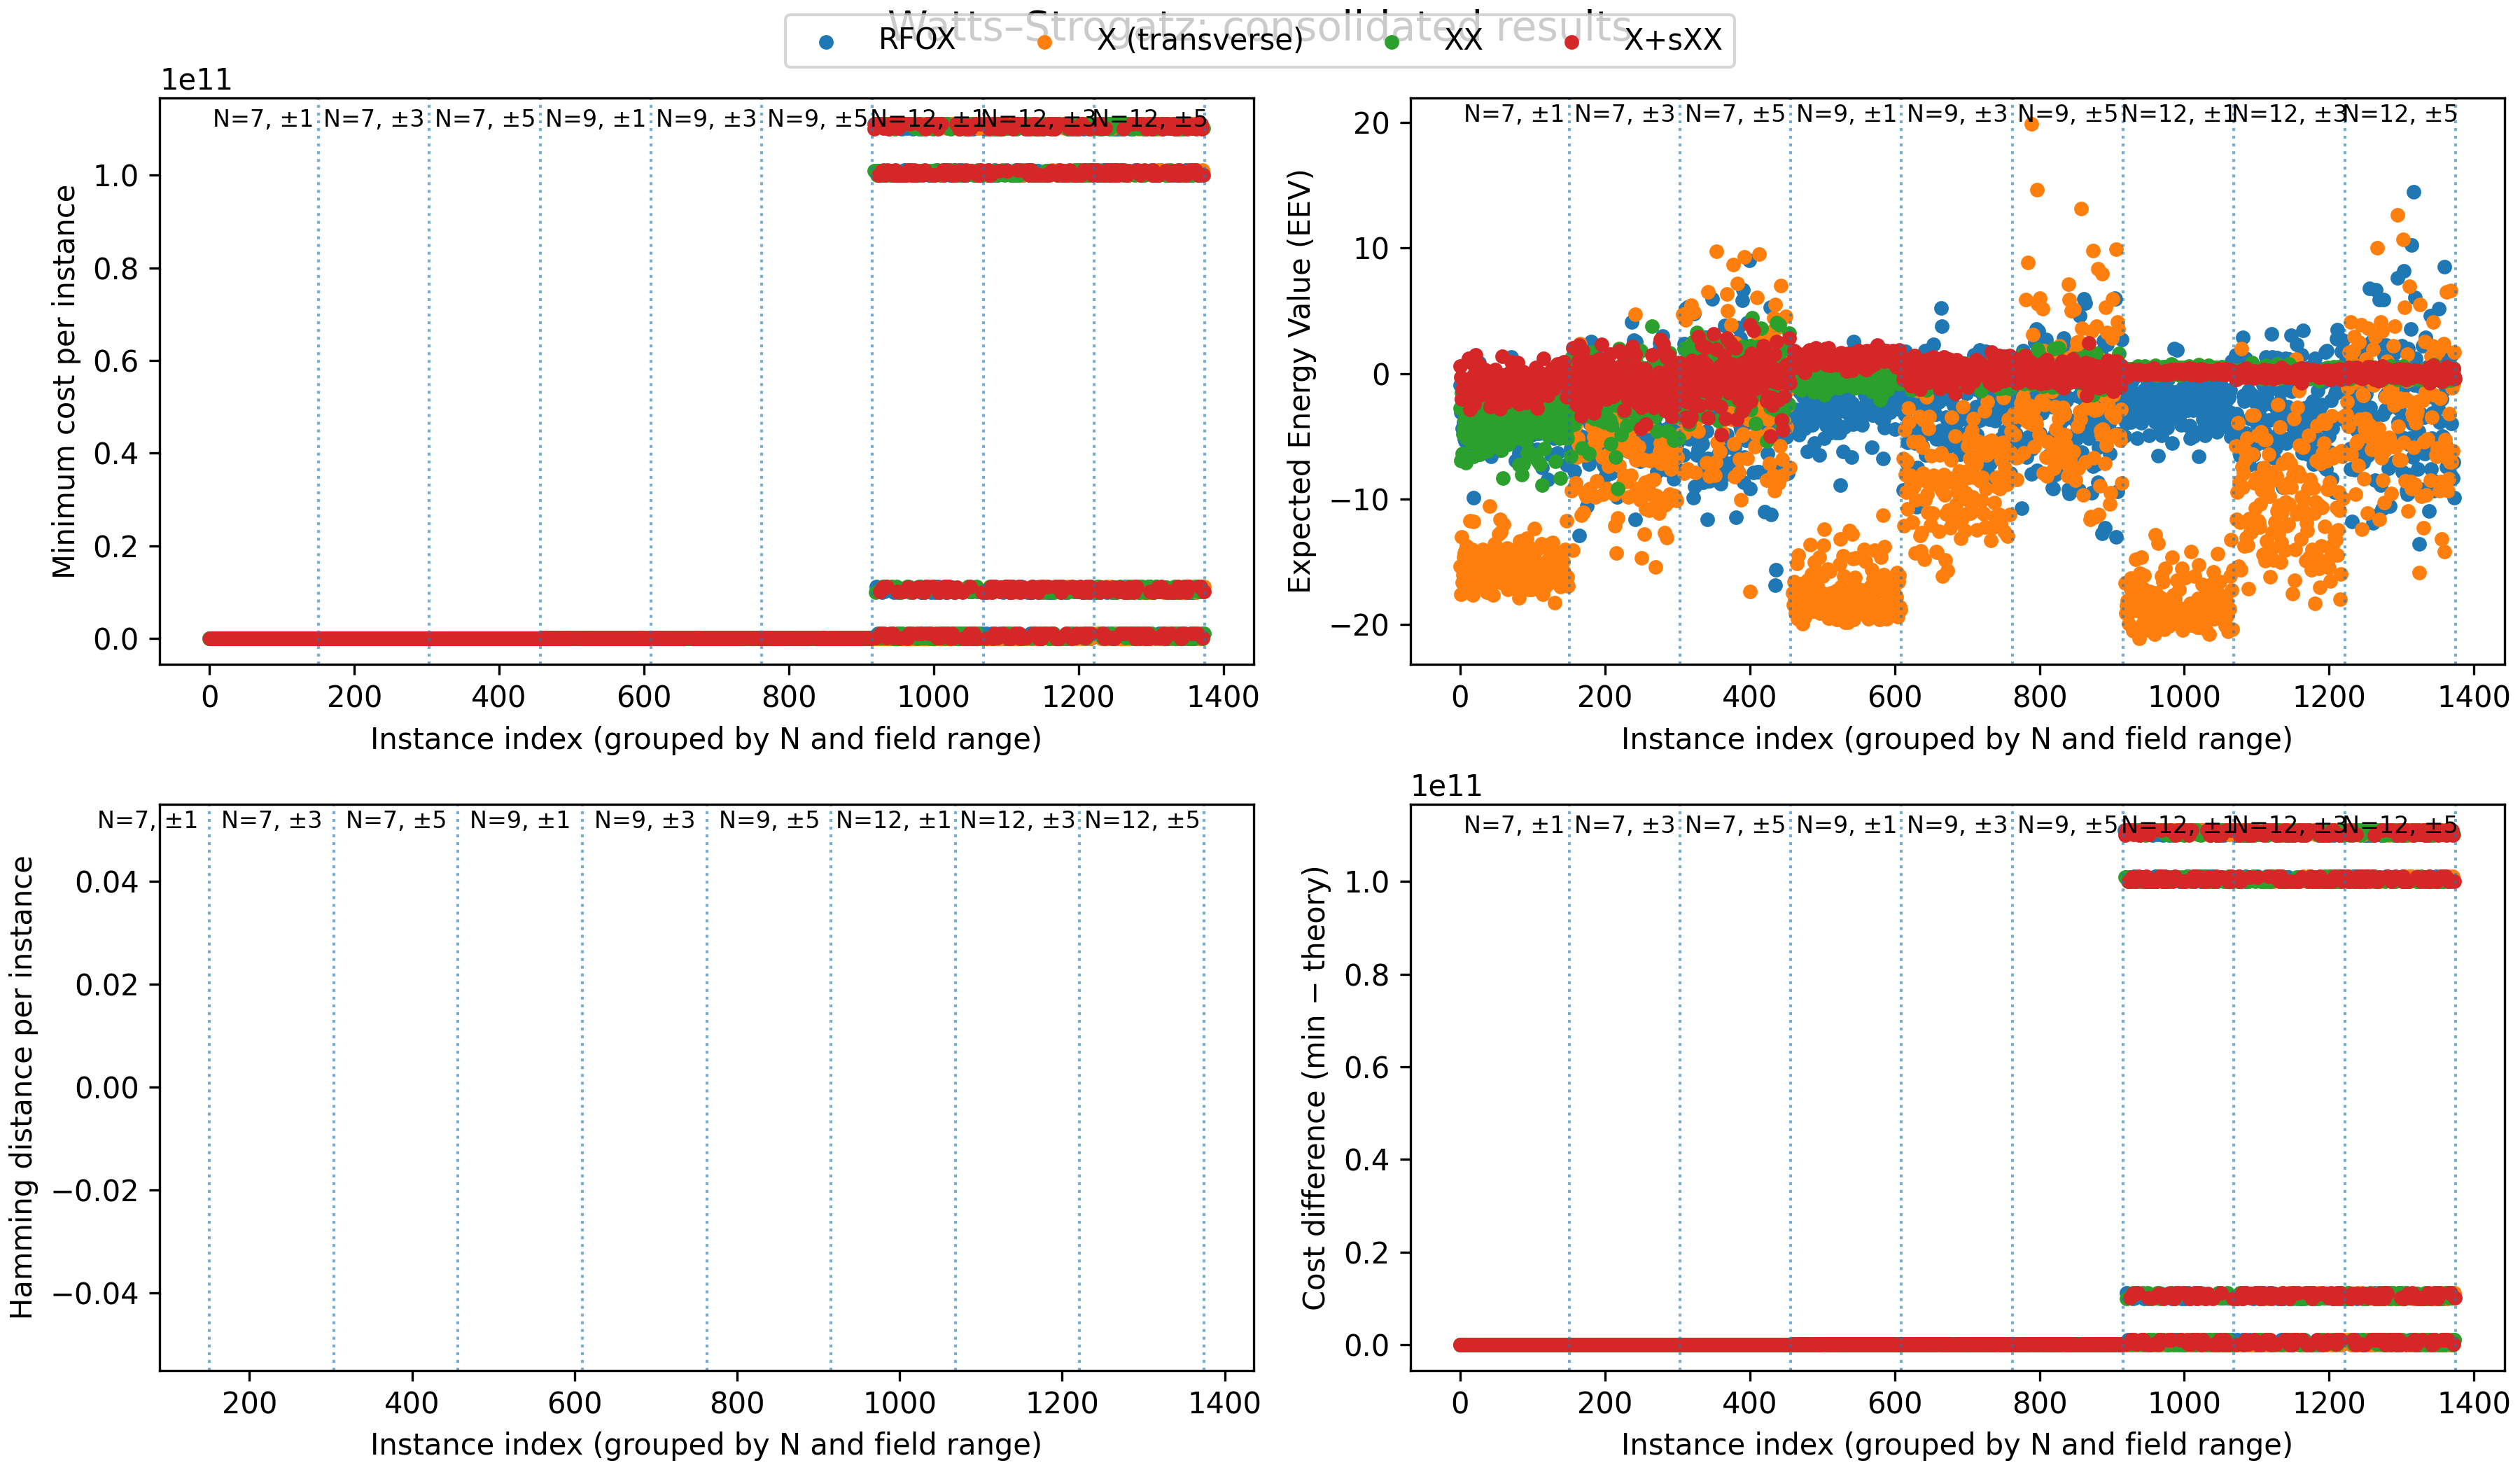 Watts–Strogatz: consolidated results
RFOX X (transverse) XX X+sXX
1e11
N=7, ±1 N=7, ±3 N=7, ±5 N=9, ±1 N=9, ±3 N=9, ±5 N=12, ±1 N=12, ±3 N=12, ±5
Minimum cost per instance
1.0
0.8
0.6
0.4
0.2
0.0
0 200 400 600 800 1000 1200 1400
Instance index (grouped by N and field range)
N=7, ±1 N=7, ±3 N=7, ±5 N=9, ±1 N=9, ±3 N=9, ±5 N=12, ±1 N=12, ±3 N=12, ±5
Expected Energy Value (EEV)
20
10
0
−10
−20
0 200 400 600 800 1000 1200 1400
Instance index (grouped by N and field range)
N=7, ±1 N=7, ±3 N=7, ±5 N=9, ±1 N=9, ±3 N=9, ±5 N=12, ±1 N=12, ±3 N=12, ±5
Hamming distance per instance
0.04
0.02
0.00
−0.02
−0.04
200 400 600 800 1000 1200 1400
Instance index (grouped by N and field range)
1e11
N=7, ±1 N=7, ±3 N=7, ±5 N=9, ±1 N=9, ±3 N=9, ±5 N=12, ±1 N=12, ±3 N=12, ±5
Cost difference (min − theory)
1.0
0.8
0.6
0.4
0.2
0.0
0 200 400 600 800 1000 1200 1400
Instance index (grouped by N and field range)